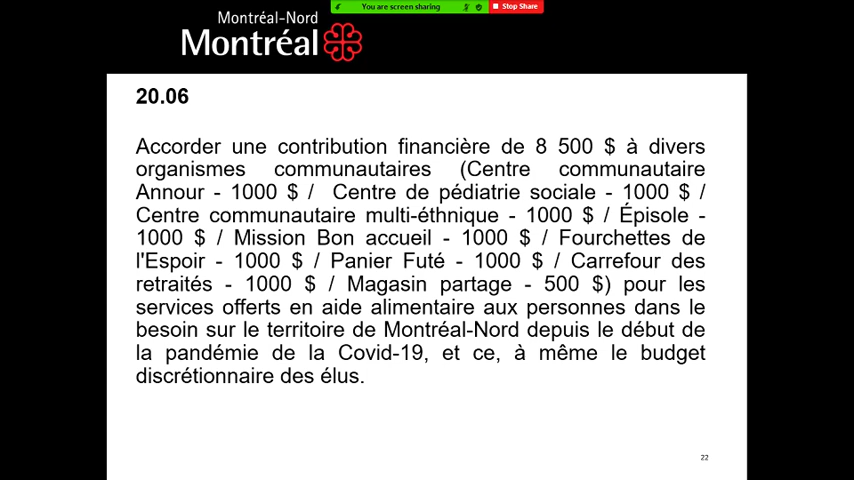 Montréal-Nord
Montréal
You are screen sharing
Stop Share
20.06
Accorder une contribution financière de 8 500 $ à divers
organismes communautaires (Centre communautaire
Annour - 1000 $ / Centre de pédiatrie sociale - 1000 $ /
Centre communautaire multi-éthnique - 1000 $ / Épisole -
1000 $ / Mission Bon accueil - 1000 $ / Fourchettes de
l'Espoir - 1000 $ / Panier Futé - 1000 $ / Carrefour des
retraités - 1000 $ / Magasin partage - 500 $) pour les
services offerts en aide alimentaire aux personnes dans le
besoin sur le territoire de Montréal-Nord depuis le début de
la pandémie de la Covid-19, et ce, à même le budget
discrétionnaire des élus.
22